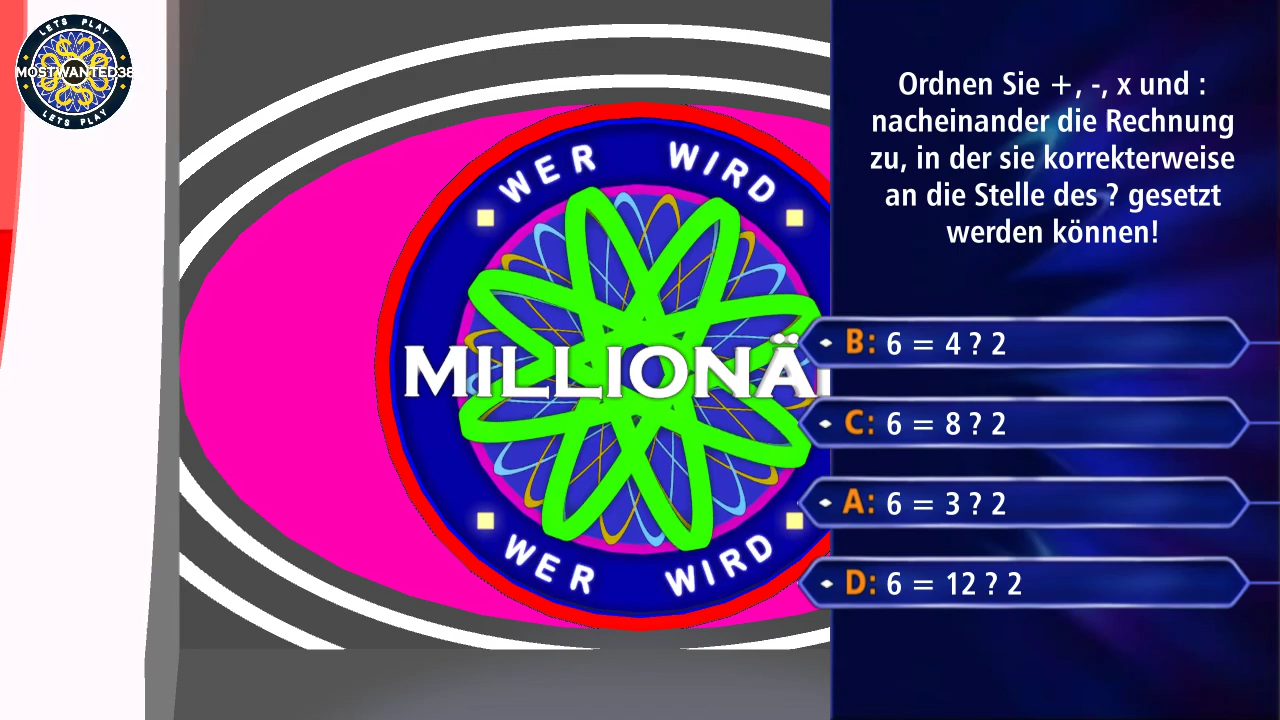 LETS PLAY
MOSTWANTED38
LETS PLAY
WER WIRD
MILLIONÄ
WER WIRD
Ordnen Sie +, -, x und :
nacheinander die Rechnung
zu, in der sie korrekterweise
an die Stelle des ? gesetzt
werden können!
B: 6 = 4 ? 2
C: 6 = 8 ? 2
A: 6 = 3 ? 2
D: 6 = 12 ? 2